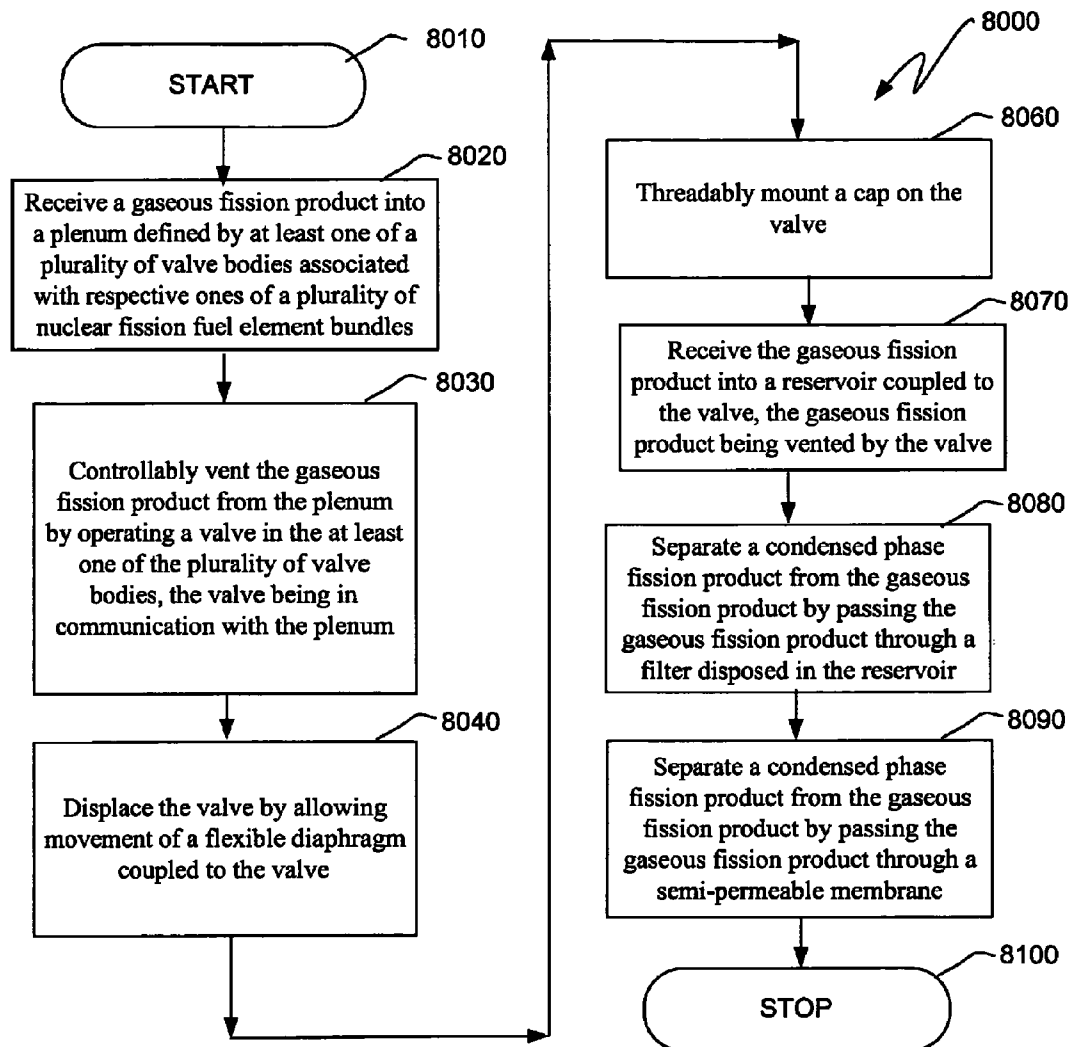 8010
START
8020
Receive a gaseous fission product into
a plenum defined by at least one of a
plurality of valve bodies associated
with respective ones of a plurality of
nuclear fission fuel element bundles
8030
Controllably vent the gaseous
fission product from the plenum
by operating a valve in the at least
one of the plurality of valve
bodies, the valve being in
communication with the plenum
8040
Displace the valve by allowing
movement of a flexible diaphragm
coupled to the valve
8000
8060
Threadably mount a cap on the
valve
8070
Receive the gaseous fission
product into a reservoir coupled to
the valve, the gaseous fission
product being vented by the valve
8080
Separate a condensed phase
fission product from the gaseous
fission product by passing the
gaseous fission product through a
filter disposed in the reservoir
8090
Separate a condensed phase
fission product from the gaseous
fission product by passing the
gaseous fission product through a
semi-permeable membrane
8100
STOP